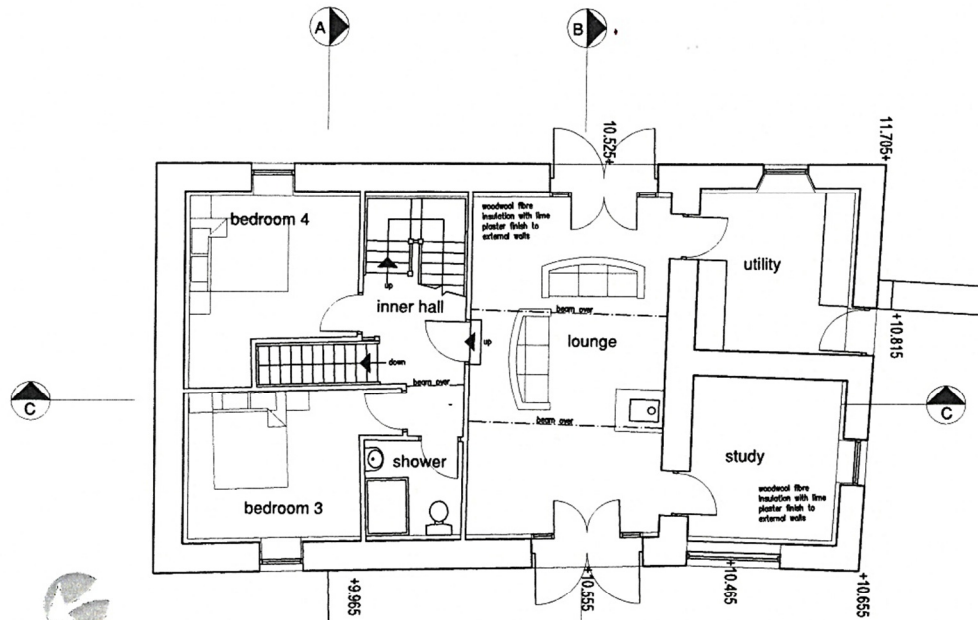 A
B
10.525+
11.705+
bedroom 4
woodwool fibre
insulation with lime
plaster finish to
external walls
up
inner hall
utility
beam over
lounge
up
+10.815
down
beam over
C
C
beam over
shower
study
bedroom 3
woodwool fibre
insulation with lime
plaster finish to
external walls
+9.965
+10.555
+10.465
+10.655